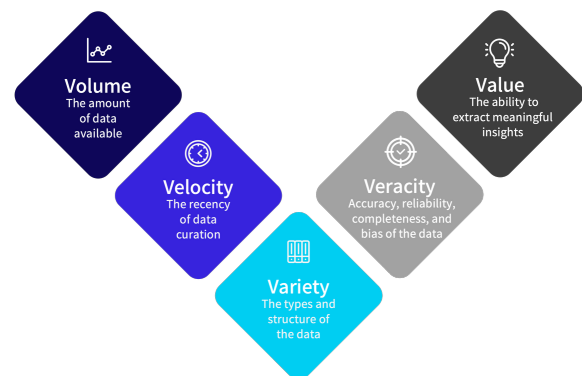 Volume
The amount
of data
available
Velocity
The recency
of data
curation
Variety
The types and
structure of
the data
Veracity
Accuracy, reliability,
completeness, and
bias of the data
Value
The ability to
extract meaningful
insights